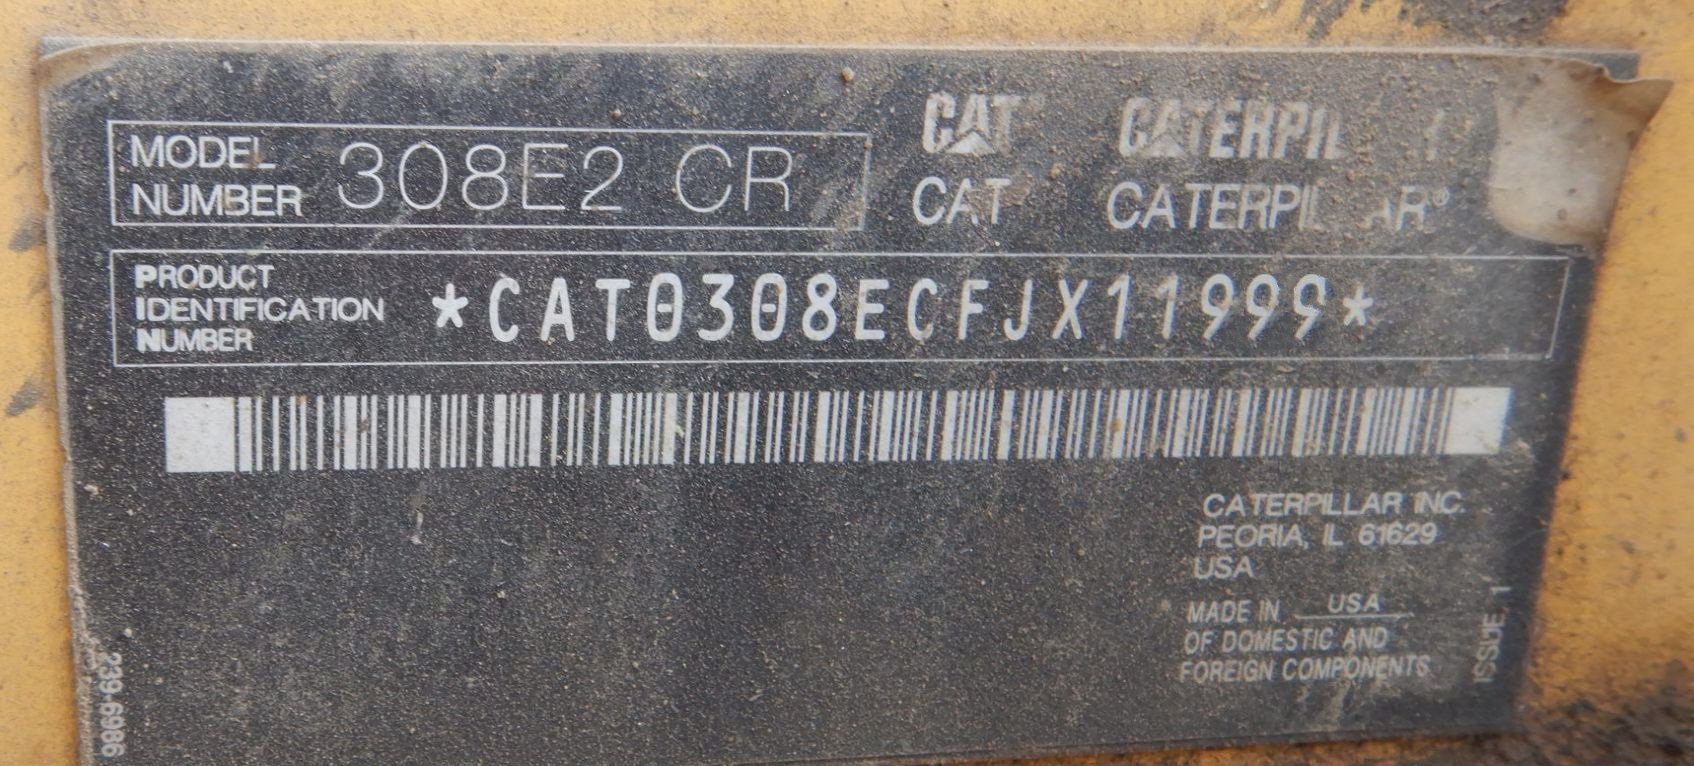 MODEL NUMBER 308E2 CR
CAT CATERPIL
CAT CATERPILLAR®
PRODUCT IDENTIFICATION NUMBER *CAT0308ECFJX11999*
CATERPILLAR INC.
PEORIA, IL 61629
USA
MADE IN USA
OF DOMESTIC AND
FOREIGN COMPONENTS
ISSUE 1
239-6986